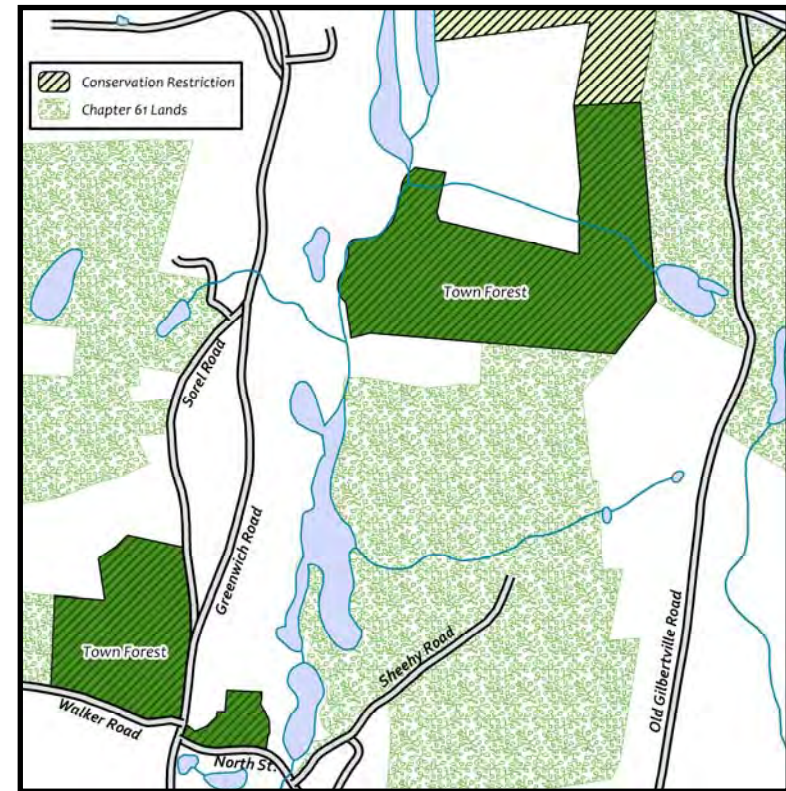 Conservation Restriction
Chapter 61 Lands
Town Forest
Sorel Road
Greenwich Road
Town Forest
Sheehy Road
Old Gilbertville Road
Walker Road
North St.